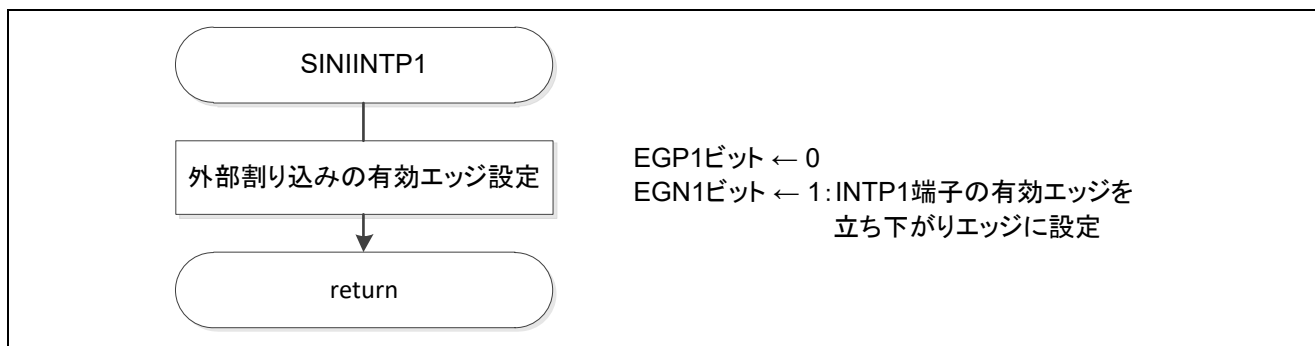 SINIINTP1
外部割り込みの有効エッジ設定
EGP1ビット ← 0
EGN1ビット ← 1：INTP1端子の有効エッジを
立ち下がりエッジに設定
return